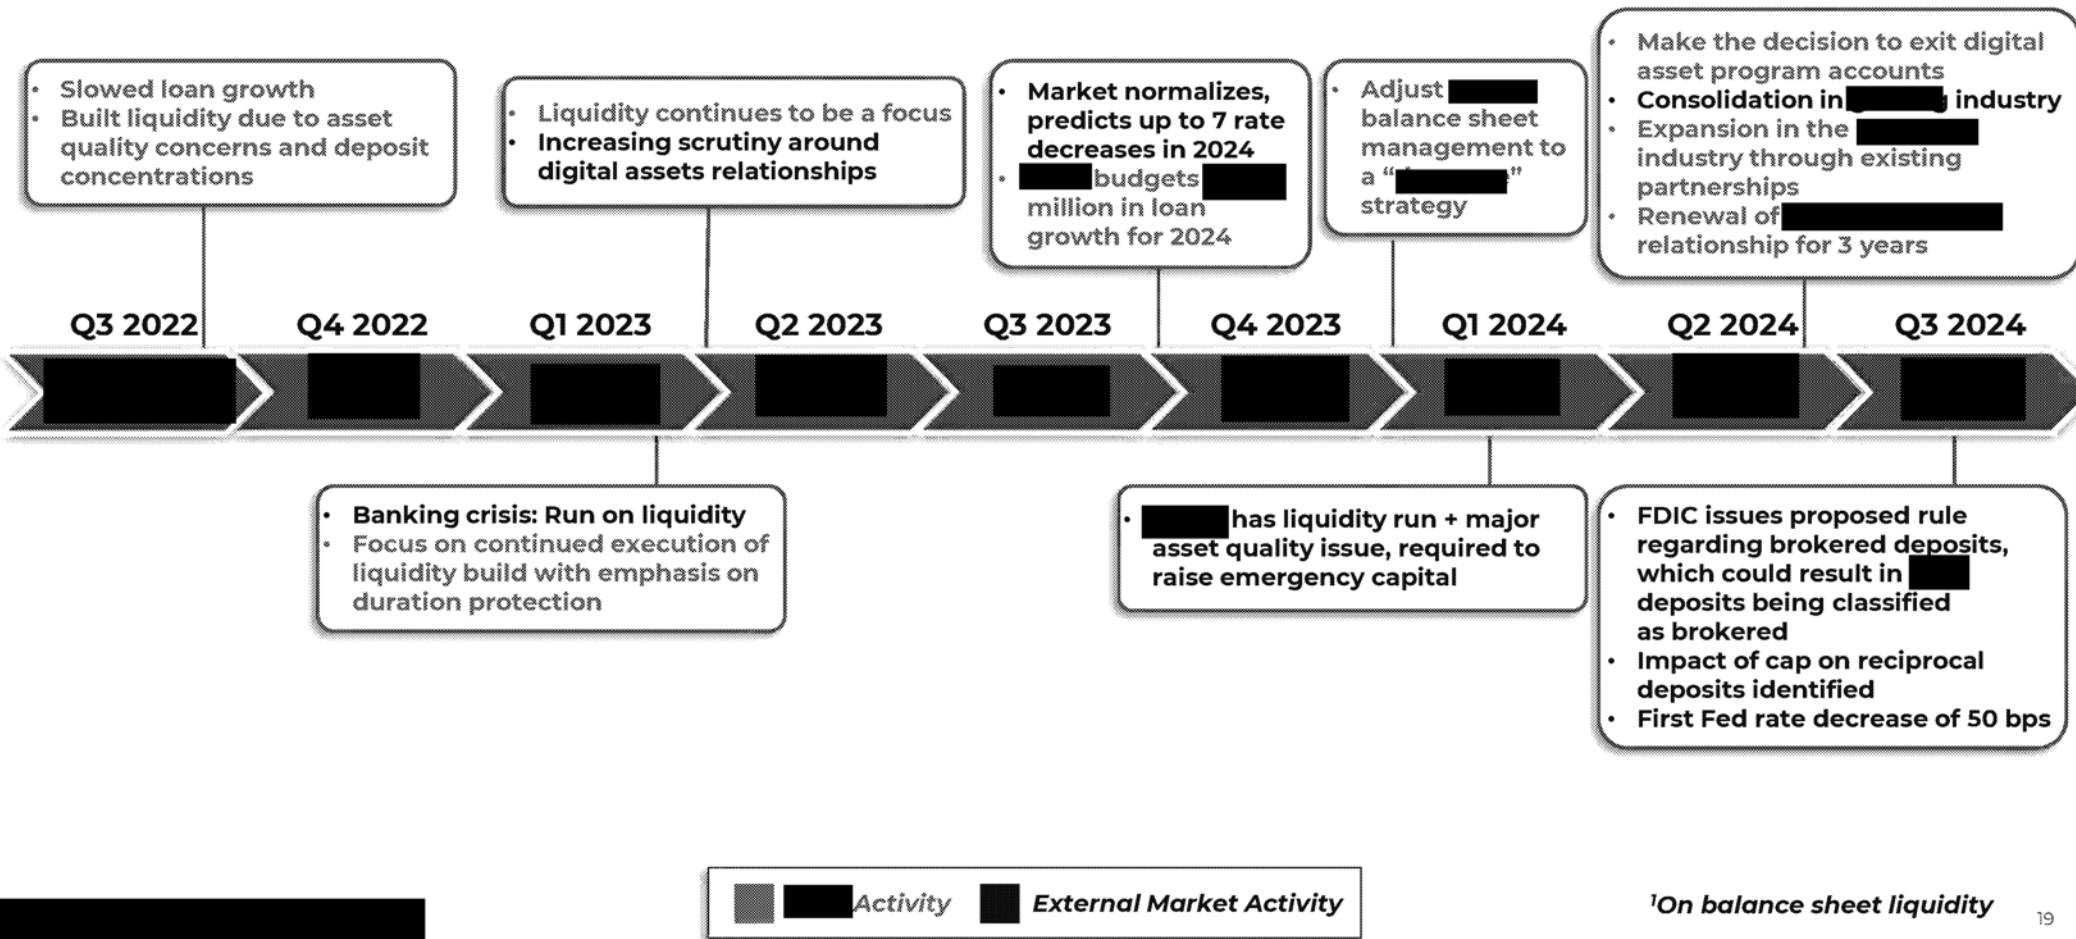 Slowed loan growth
Built liquidity due to asset
quality concerns and deposit
concentrations
Liquidity continues to be a focus
Increasing scrutiny around
digital assets relationships
Market normalizes,
predicts up to 7 rate
decreases in 2024
budgets
million in loan
growth for 2024
Adjust
balance sheet
management to
a “ ”
strategy
Make the decision to exit digital
asset program accounts
Consolidation in industry
Expansion in the
industry through existing
partnerships
Renewal of
relationship for 3 years
Q3 2022
Q4 2022
Q1 2023
Q2 2023
Q3 2023
Q4 2023
Q1 2024
Q2 2024
Q3 2024
Banking crisis: Run on liquidity
Focus on continued execution of
liquidity build with emphasis on
duration protection
has liquidity run + major
asset quality issue, required to
raise emergency capital
FDIC issues proposed rule
regarding brokered deposits,
which could result in
deposits being classified
as brokered
Impact of cap on reciprocal
deposits identified
First Fed rate decrease of 50 bps
Activity
External Market Activity
¹On balance sheet liquidity
19